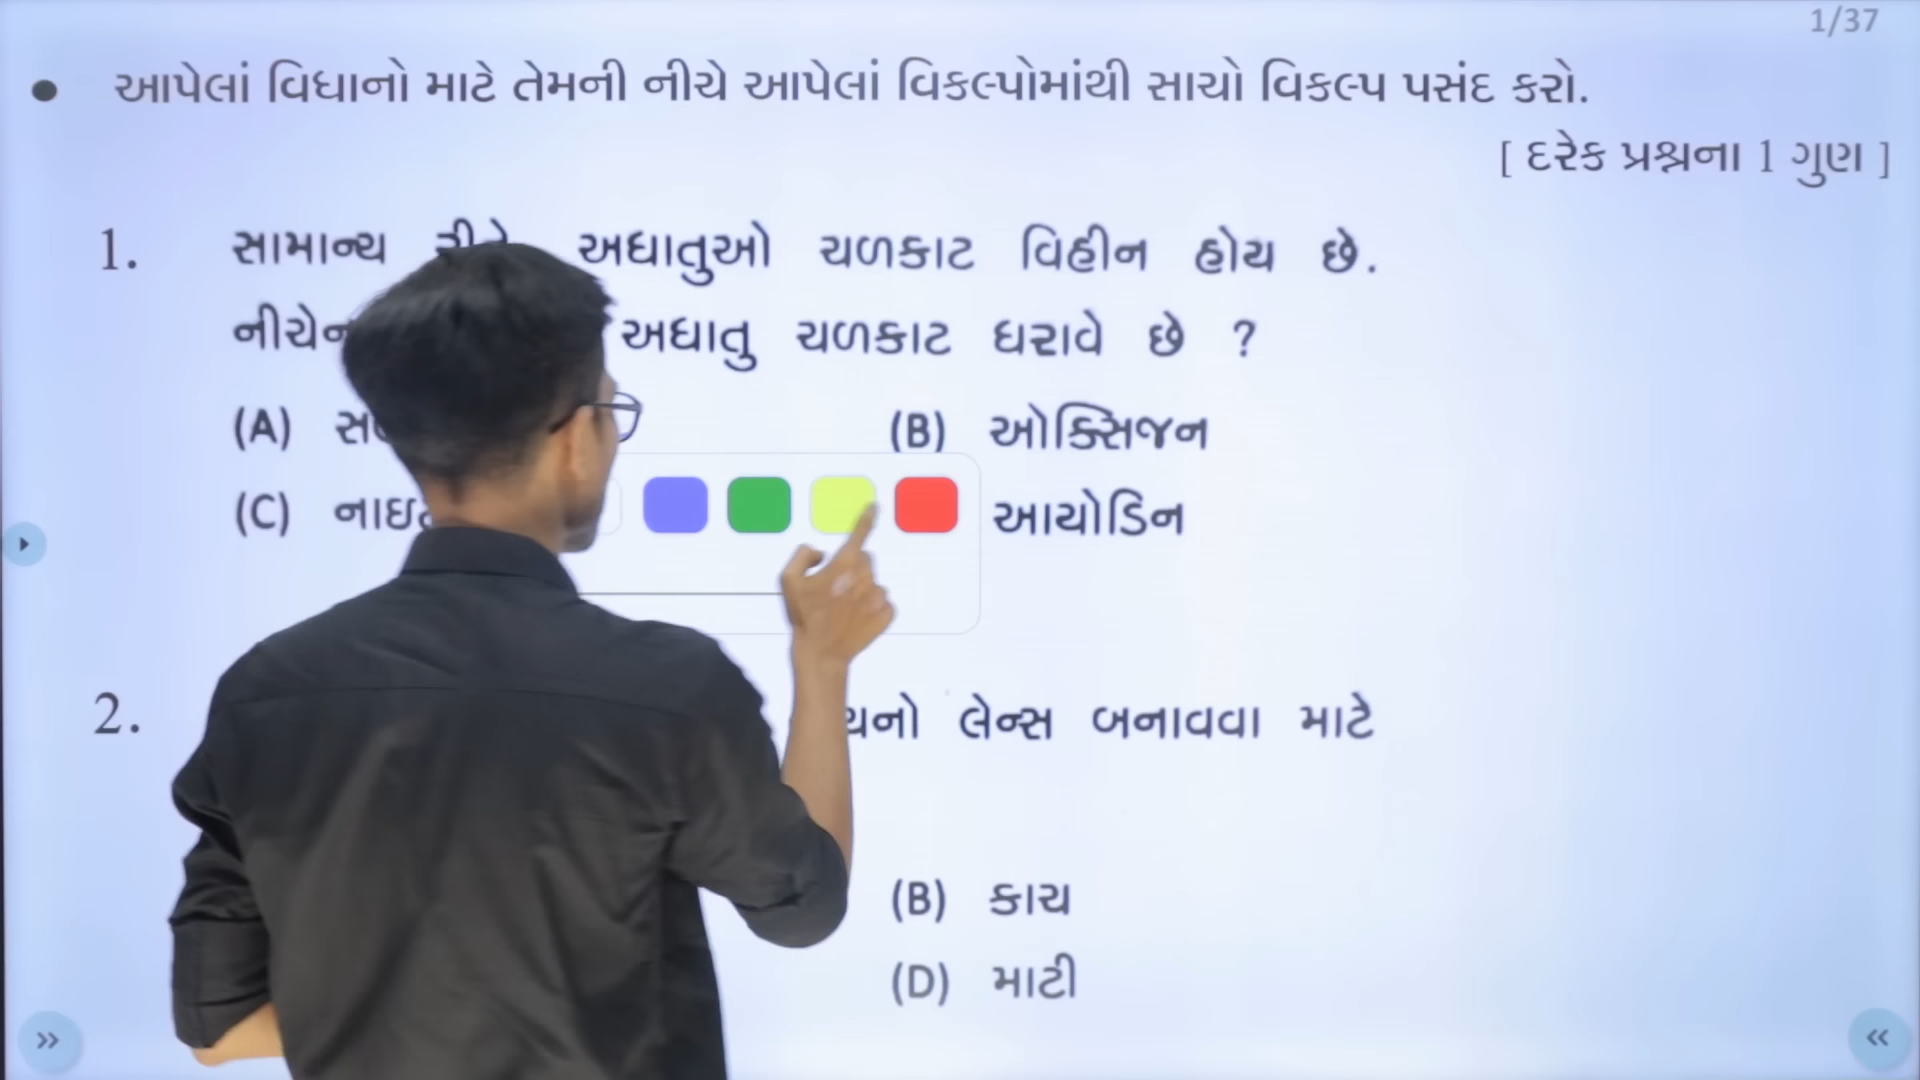 1/37
• આપેલાં વિધાનો માટે તેમની નીચે આપેલાં વિકલ્પોમાંથી સાચો વિકલ્પ પસંદ કરો.
[ દરેક પ્રશ્નના 1 ગુણ ]
1. સામાન્ય રીતે અધાતુઓ ચળકાટ વિહીન હોય છે.
અધાતુ ચળકાટ ધરાવે છે ?
(A) (B) ઓક્સિજન
(C) આયોડિન
2. લેન્સ બનાવવા માટે
(B) કાચ
(D) માટી